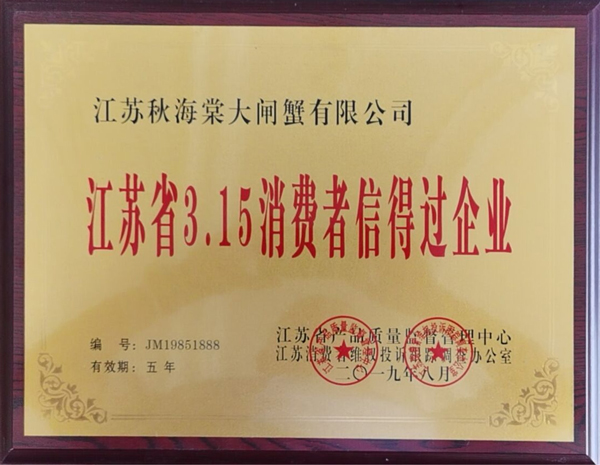 江苏秋海棠大闸蟹有限公司
江苏省3.15消费者信得过企业
编 号: JM19851888
有效期: 五 年
江苏省产品质量监督管理中心
江苏消费者维权投诉跟踪调查办公室
二〇一九年八月